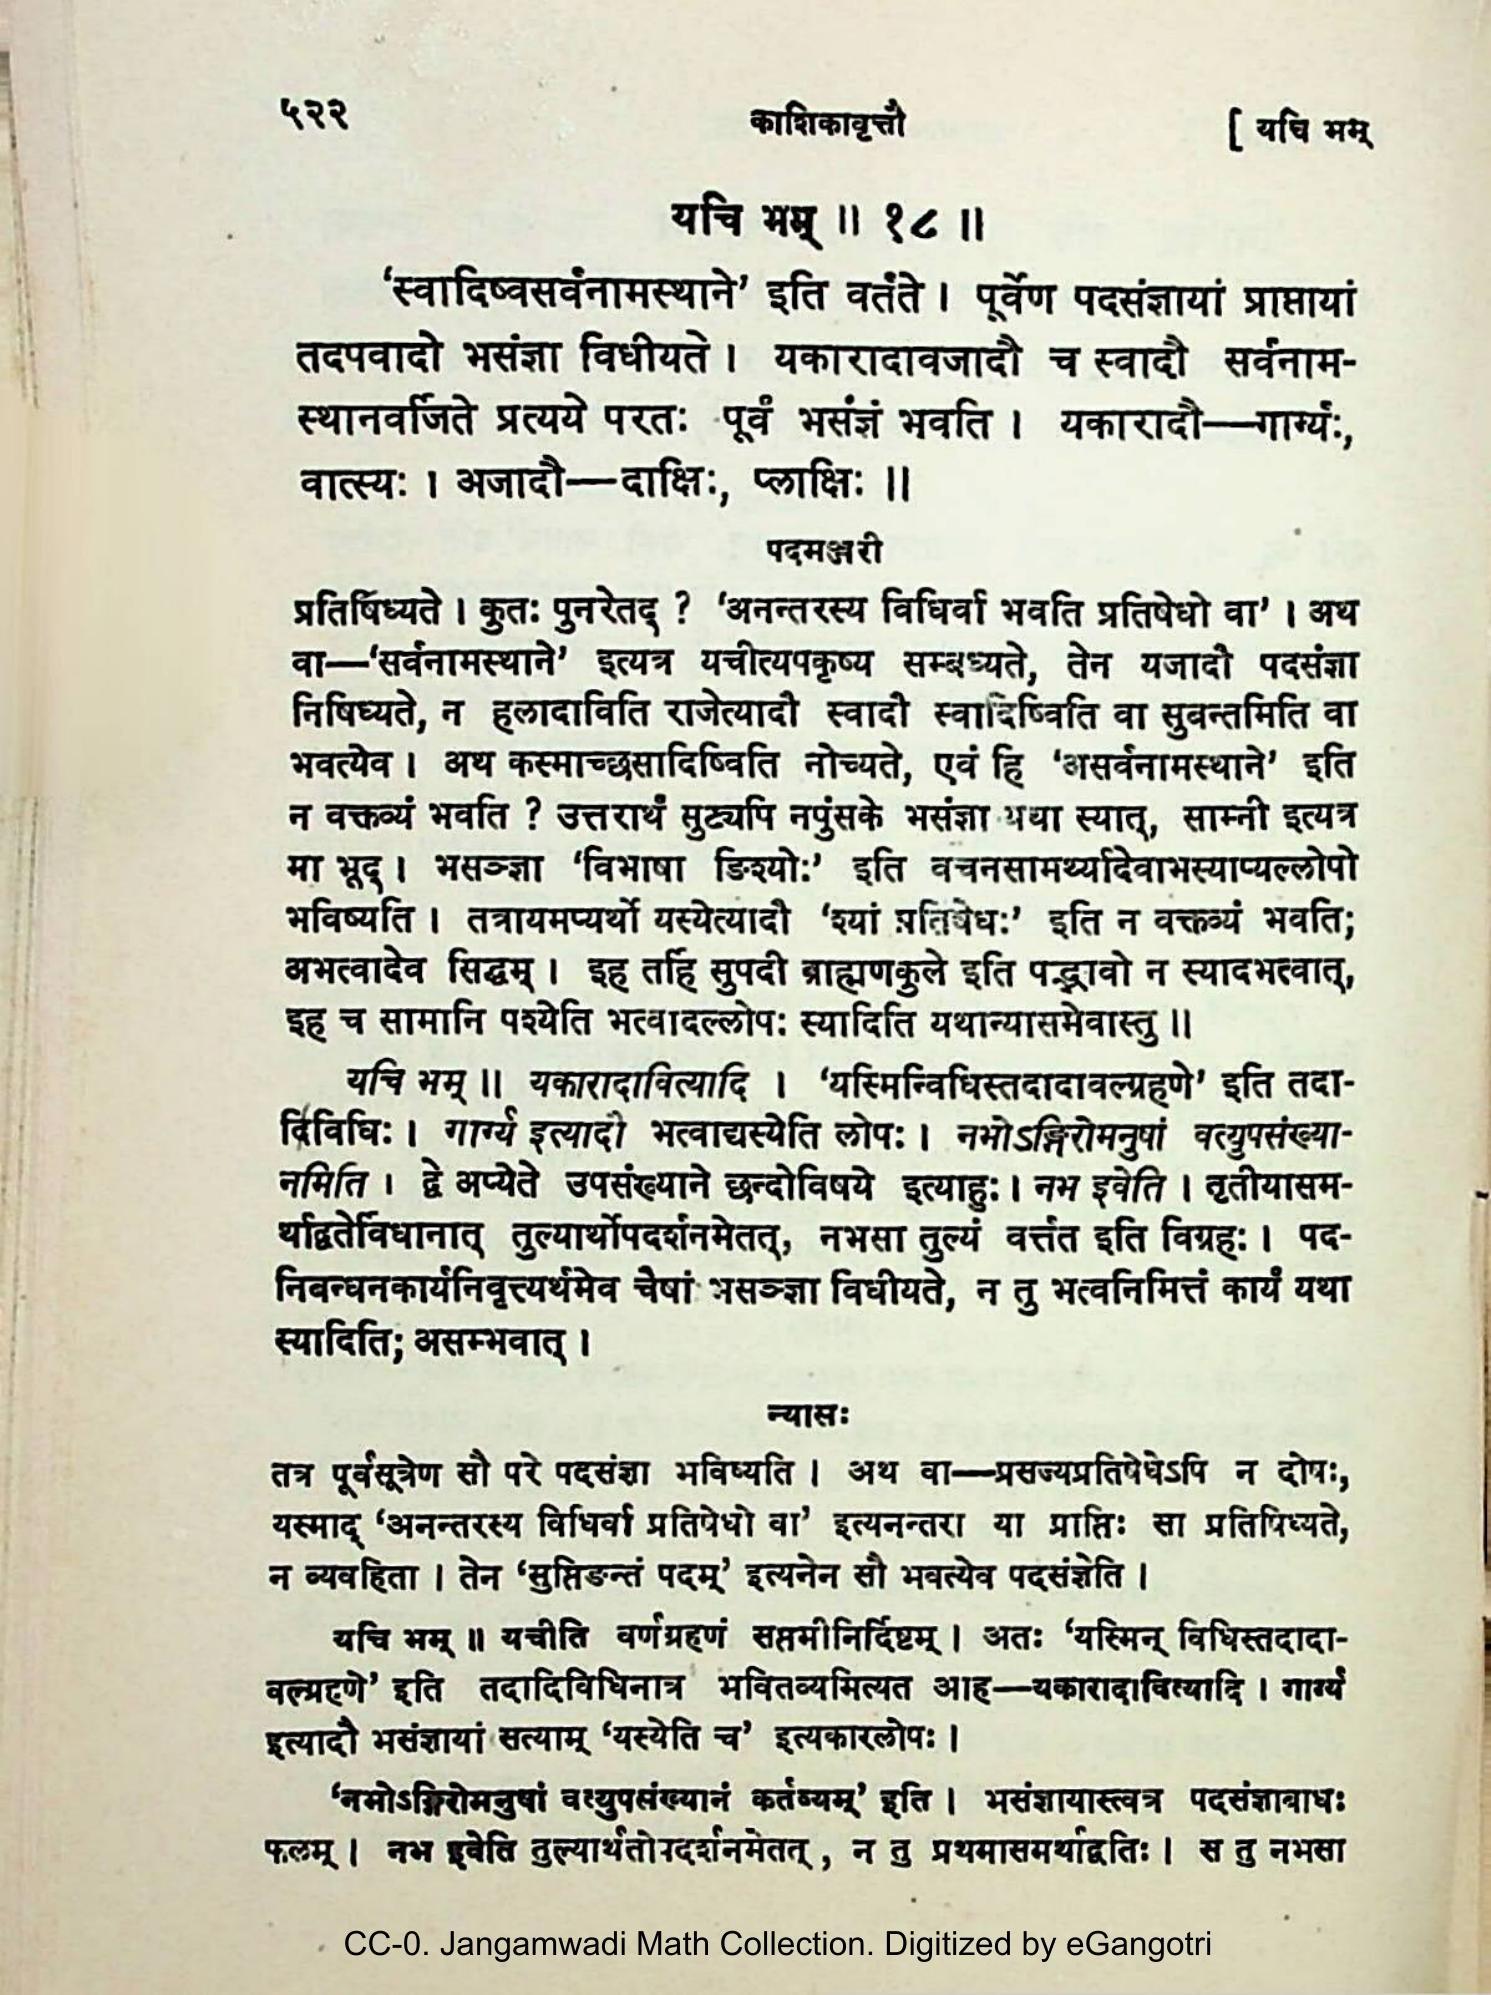 ५२२ काशिकावृत्तौ [ यचि भम्
यचि भम् ॥ १८ ॥
‘स्वादिष्वसर्वनामस्थाने’ इति वर्तते । पूर्वेण पदसंज्ञायां प्राप्तायां
तदपवादो भसंज्ञा विधीयते । यकारादावजादौ च स्वादौ सर्वनाम-
स्थानवर्जिते प्रत्यये परतः पूर्वं भसंज्ञं भवति । यकारादौ—गार्ग्यः,
वात्स्यः । अजादौ—दाक्षिः, प्लाक्षिः ॥
पदमञ्जरी
प्रतिषिध्यते । कुतः पुनरेतद् ? ‘अनन्तरस्य विधिर्वा भवति प्रतिषेधो वा’ । अथ
वा—‘सर्वनामस्थाने’ इत्यत्र यचीत्यपकृष्य सम्बध्यते, तेन यजादौ पदसंज्ञा
निषिध्यते, न हलादाविति राजेत्यादौ स्वादौ स्वादिष्विति वा सुवन्तमिति वा
भवत्येव । अथ कस्माच्छसादिष्विति नोच्यते, एवं हि ‘असर्वनामस्थाने’ इति
न वक्तव्यं भवति ? उत्तरार्थं सुट्यपि नपुंसके भसंज्ञा यथा स्यात्, साम्नी इत्यत्र
मा भूद् । भसञ्ज्ञा ‘विभाषा ङिश्योः’ इति वचनसामर्थ्यादेवाभस्याप्यल्लोपो
भविष्यति । तत्रायमप्यर्थो यस्येत्यादौ ‘श्यां प्रतिषेधः’ इति न वक्तव्यं भवति;
अभत्वादेव सिद्धम् । इह तर्हि सुपदी ब्राह्मणकुले इति पद्भावो न स्यादभत्वात्,
इह च सामानि पश्येति भत्वादल्लोपः स्यादिति यथान्यासमेवास्तु ॥
यचि भम् ॥ यकारादावित्यादि । ‘यस्मिन्विधिस्तदादावल्ग्रहणे’ इति तदा-
दिविधिः । गार्ग्य इत्यादौ भत्वाद्यस्येति लोपः । नभोऽङ्गिरोमनुषां वत्युपसंख्या-
नमिति । द्वे अप्येते उपसंख्याने छन्दोविषये इत्याहुः । नभ इवेति । तृतीयासम-
र्थाद्वतेर्विधानात् तुल्यार्थोपदर्शनमेतत्, नभसा तुल्यं वर्त्तत इति विग्रहः । पद-
निबन्धनकार्यनिवृत्त्यर्थमेव चैषां भसञ्ज्ञा विधीयते, न तु भत्वनिमित्तं कार्यं यथा
स्यादिति; असम्भवात् ।
न्यासः
तत्र पूर्वसूत्रेण सौ परे पदसंज्ञा भविष्यति । अथ वा—प्रसज्यप्रतिषेधेऽपि न दोषः,
यस्माद् ‘अनन्तरस्य विधिर्वा प्रतिषेधो वा’ इत्यनन्तरा या प्राप्तिः सा प्रतिषिध्यते,
न व्यवहिता । तेन ‘सुप्तिङन्तं पदम्’ इत्यनेन सौ भवत्येव पदसंज्ञेति ।
यचि भम् ॥ यचीति वर्णग्रहणं सप्तमीनिर्दिष्टम् । अतः ‘यस्मिन् विधिस्तदादा-
वल्ग्रहणे’ इति तदादिविधिनात्र भवितव्यमित्यत आह—यकारादावित्यादि । गार्ग्य
इत्यादौ भसंज्ञायां सत्याम् ‘यस्येति च’ इत्यकारलोपः ।
‘नभोऽङ्गिरोमनुषां वत्युपसंख्यानं कर्तव्यम्’ इति । भसंज्ञायास्त्वत्र पदसंज्ञाबाधः
फलम् । नभ इवेति तुल्यार्थतोपदर्शनमेतत्, न तु प्रथमासमर्थाद्वतिः । स तु नभसा
CC-0. Jangamwadi Math Collection. Digitized by eGangotri